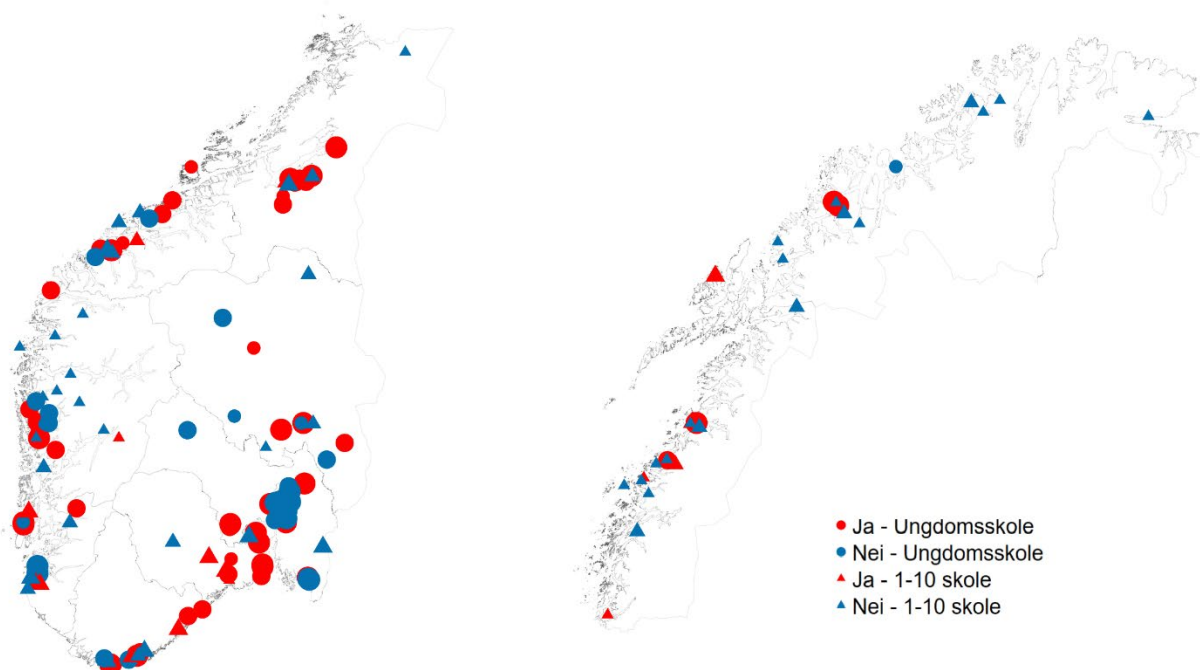 Ja - Ungdomsskole
Nei - Ungdomsskole
Ja - 1-10 skole
Nei - 1-10 skole